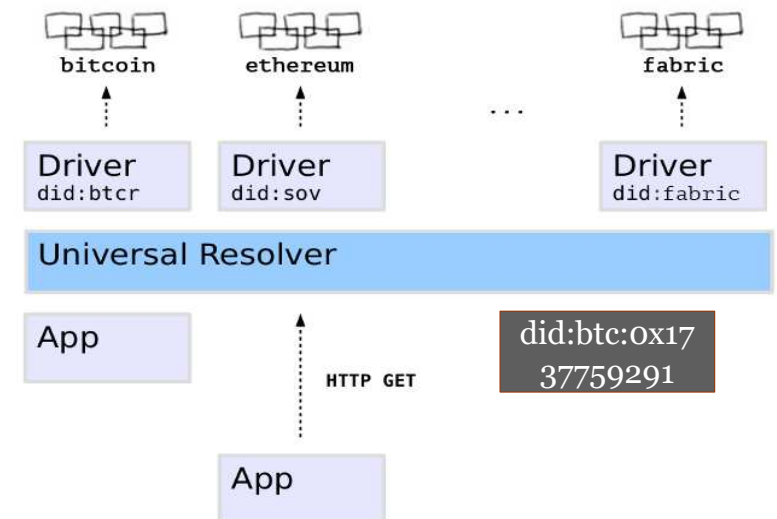 bitcoin
ethereum
fabric
...
Driver
did:btcr
Driver
did:sov
Driver
did:fabric
Universal Resolver
App
HTTP GET
did:btc:0x17
37759291
App